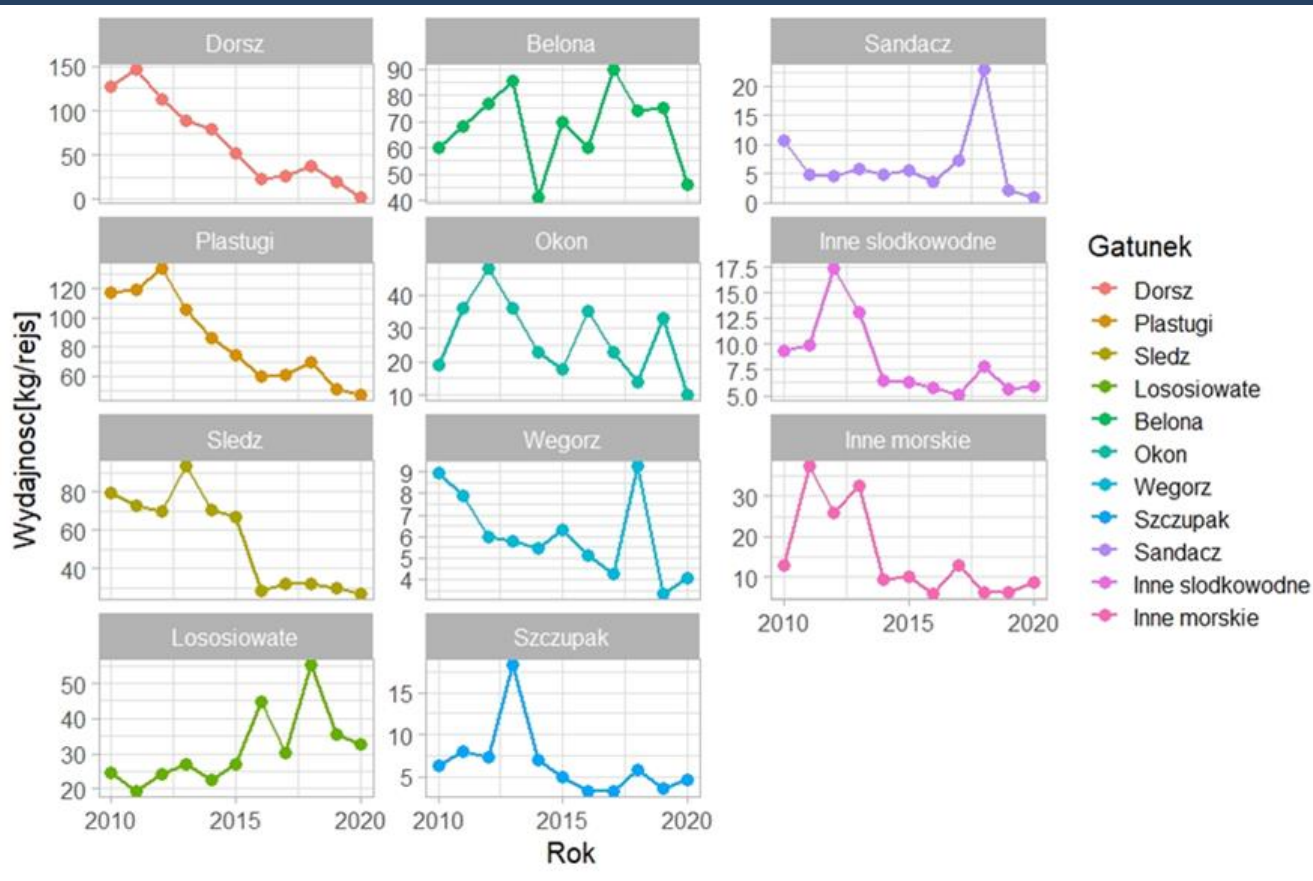 Dorsz
150
100
50
0
Belona
90
80
70
60
50
40
Sandacz
20
15
10
5
0
Plastugi
120
100
80
60
Okon
40
30
20
10
Inne slodkowodne
17.5
15.0
12.5
10.0
7.5
5.0
Sledz
80
60
40
Wegorz
9
8
7
6
5
4
Inne morskie
30
20
10
2010 2015 2020
Lososiowate
50
40
30
20
2010 2015 2020
Szczupak
15
10
5
2010 2015 2020
Rok
Wydajnosc[kg/rejs]
Gatunek
Dorsz
Plastugi
Sledz
Lososiowate
Belona
Okon
Wegorz
Szczupak
Sandacz
Inne slodkowodne
Inne morskie